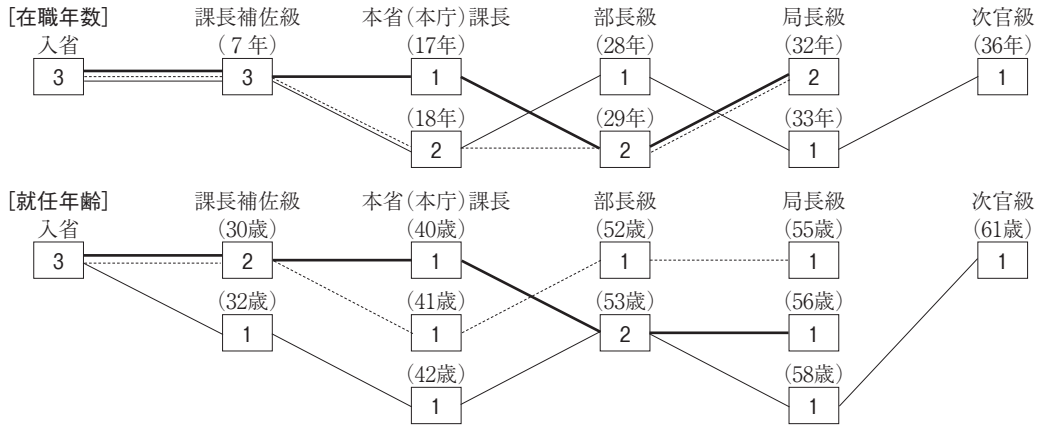 [在職年数] 課長補佐級 本省(本庁)課長 部長級 局長級 次官級
入省 (7年) (17年) (28年) (32年) (36年)
3 3 1 1 2 1
(18年) (29年) (33年)
2 2 1
[就任年齢] 課長補佐級 本省(本庁)課長 部長級 局長級 次官級
入省 (30歳) (40歳) (52歳) (55歳) (61歳)
3 2 1 1 1 1
(32歳) (41歳) (53歳) (56歳)
1 1 2 1
(42歳) (58歳)
1 1